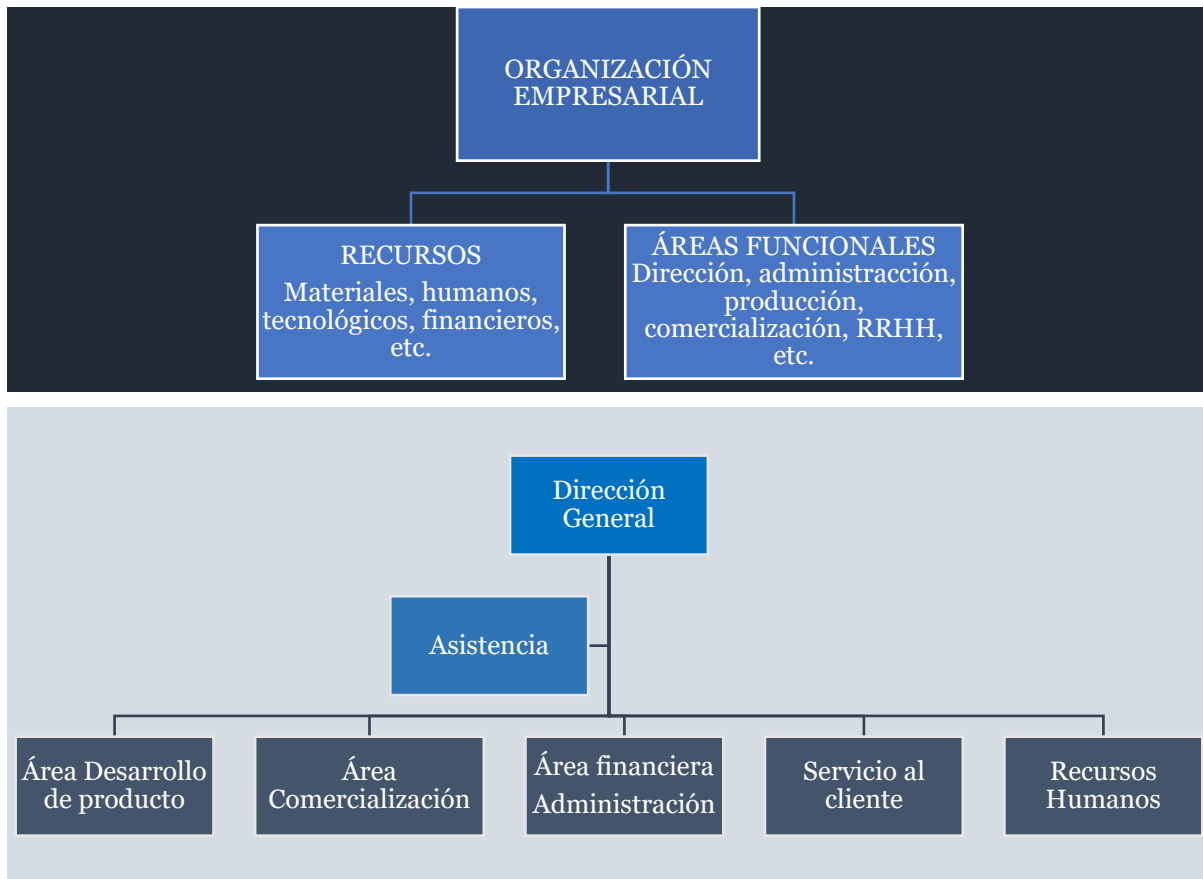 ORGANIZACIÓN
EMPRESARIAL
RECURSOS
Materiales, humanos,
tecnológicos, financieros,
etc.
ÁREAS FUNCIONALES
Dirección, administracción,
producción,
comercialización, RRHH,
etc.
Dirección
General
Asistencia
Área Desarrollo
de producto
Área
Comercialización
Área financiera
Administración
Servicio al
cliente
Recursos
Humanos